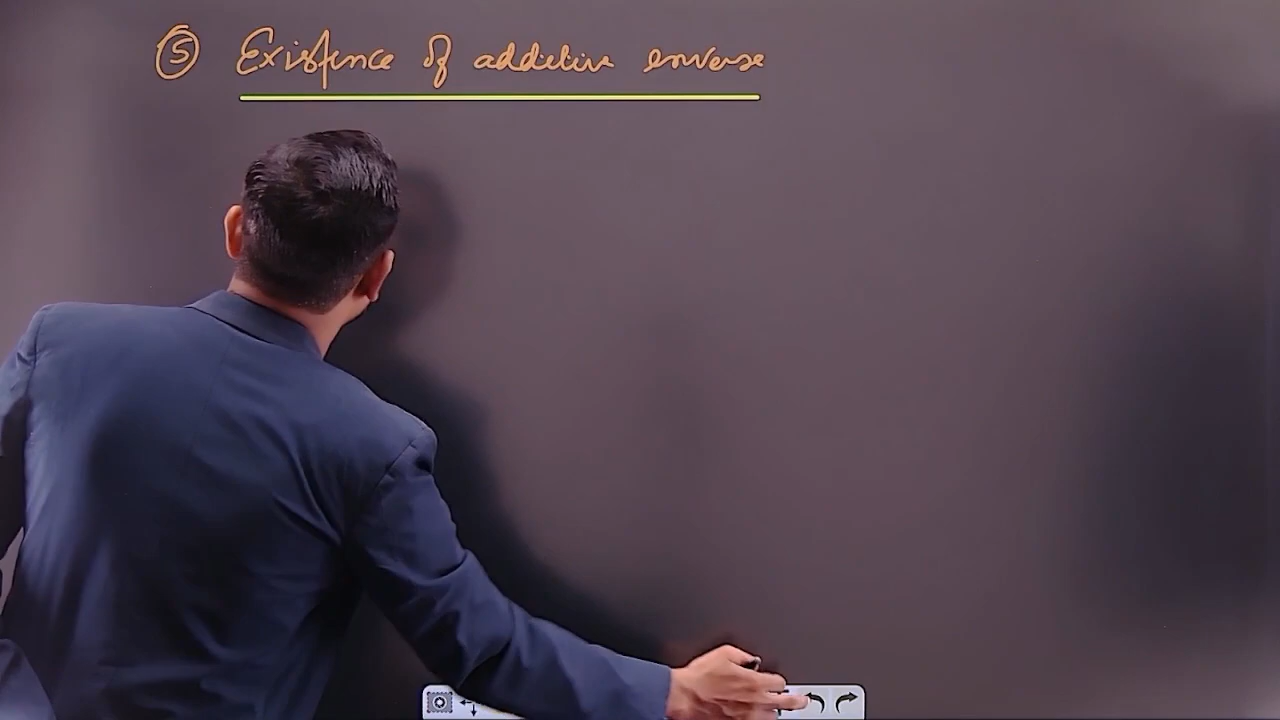 ⑤ Existence of additive inverse